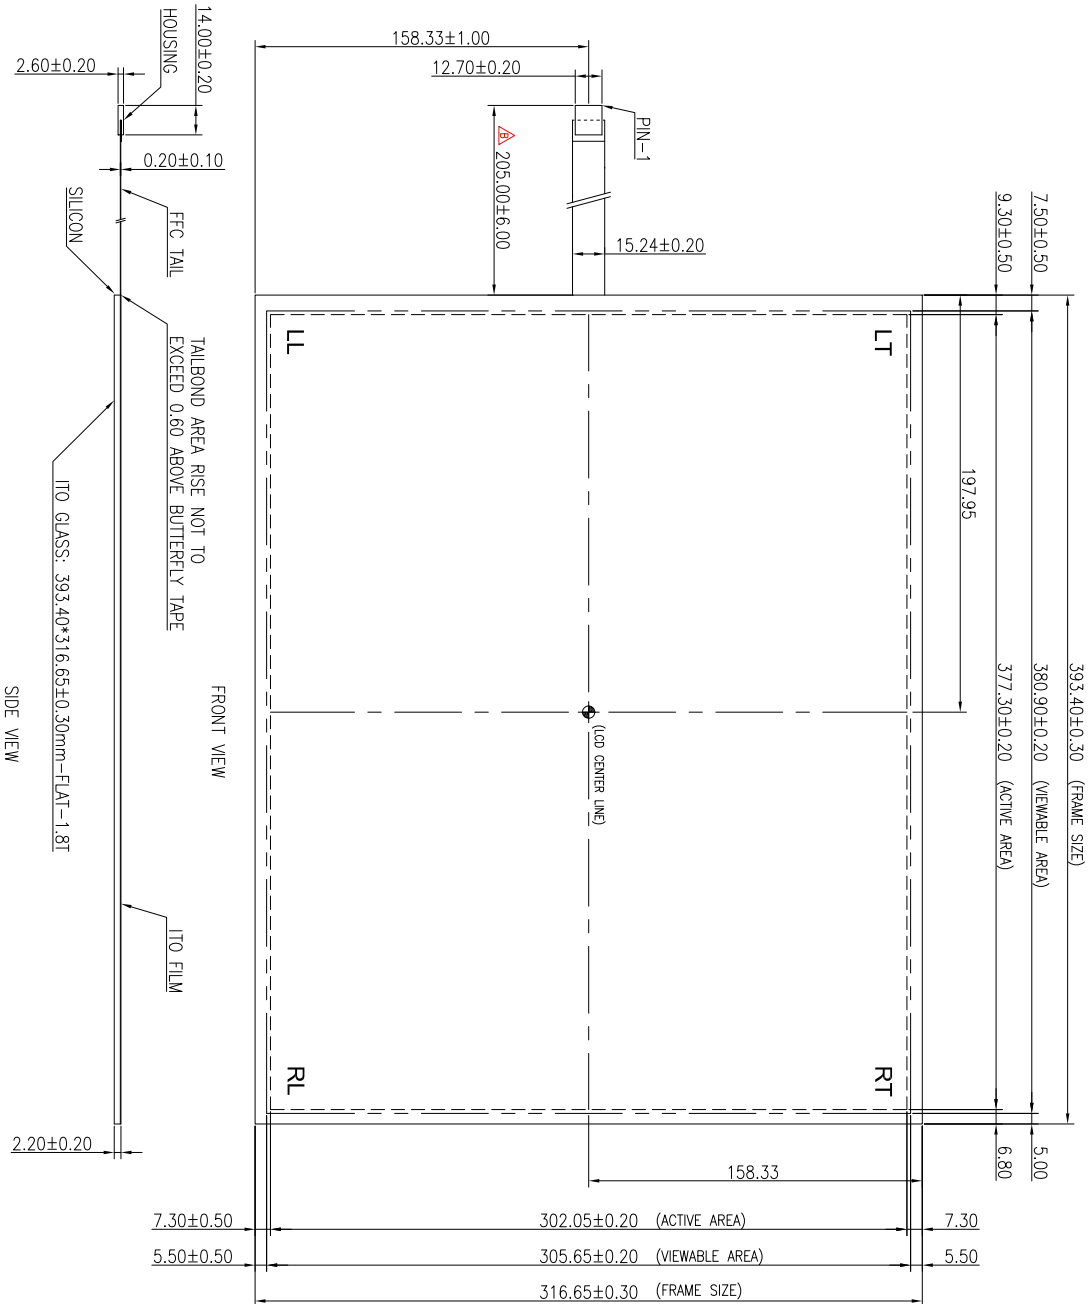 158.33±1.00
12.70±0.20
14.00±0.20
HOUSING
2.60±0.20
PIN-1
B 205.00±6.00
15.24±0.20
0.20±0.10
FFC TAIL
SILICON
TAILBOND AREA RISE NOT TO
EXCEED 0.60 ABOVE BUTTERFLY TAPE
ITO GLASS: 393.40*316.65±0.30mm-FLAT-1.8T
ITO FILM
SIDE VIEW
FRONT VIEW
2.20±0.20
7.50±0.50
9.30±0.50
393.40±0.30 (FRAME SIZE)
380.90±0.20 (VIEWABLE AREA)
377.30±0.20 (ACTIVE AREA)
5.00
6.80
197.95
LL
LT
RL
RT
(LCD CENTER LINE)
158.33
7.30±0.50
302.05±0.20 (ACTIVE AREA)
7.30
5.50±0.50
305.65±0.20 (VIEWABLE AREA)
5.50
316.65±0.30 (FRAME SIZE)